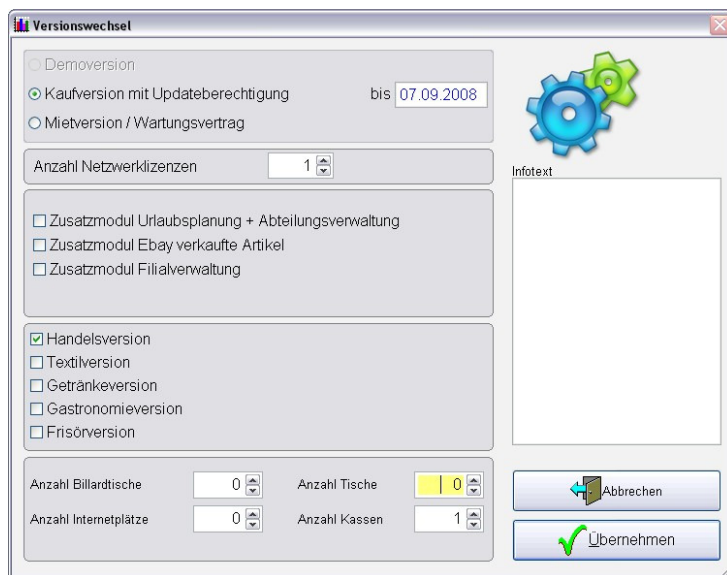 Versionswechsel
Demoversion
Kaufversion mit Updateberechtigung bis 07.09.2008
Mietversion / Wartungsvertrag
Anzahl Netzwerklizenzen 1
Infotext
Zusatzmodul Urlaubsplanung + Abteilungsverwaltung
Zusatzmodul Ebay verkaufte Artikel
Zusatzmodul Filialverwaltung
Handelsversion
Textilversion
Getränkeversion
Gastronomieversion
Frisörversion
Anzahl Billardtische 0 Anzahl Tische 0
Anzahl Internetplätze 0 Anzahl Kassen 1
Abbrechen
Übernehmen